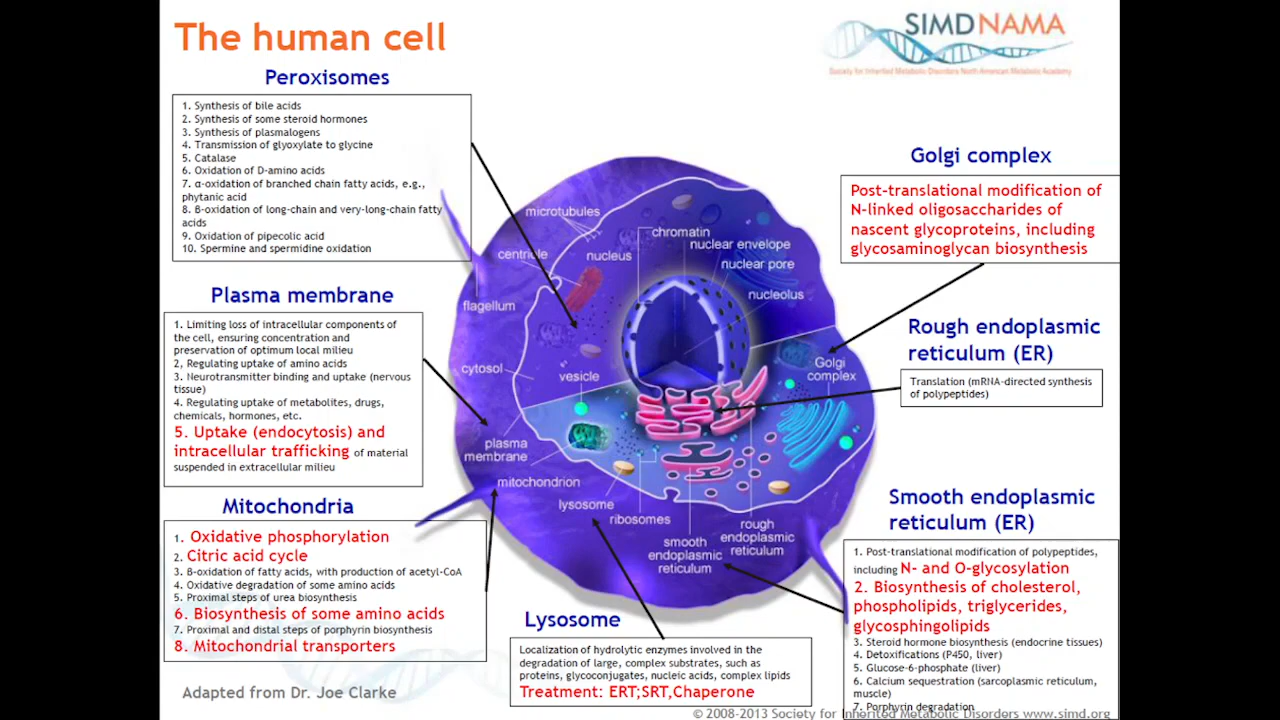 The human cell
SIMD NAMA
Society for Inherited Metabolic Disorders North American Metabolic Academy
Peroxisomes
1. Synthesis of bile acids
2. Synthesis of some steroid hormones
3. Synthesis of plasmalogens
4. Transmission of glyoxylate to glycine
5. Catalase
6. Oxidation of D-amino acids
7. α-oxidation of branched chain fatty acids, e.g.,
phytanic acid
8. β-oxidation of long-chain and very-long-chain fatty
acids
9. Oxidation of pipecolic acid
10. Spermine and spermidine oxidation
Plasma membrane
1. Limiting loss of intracellular components of
the cell, ensuring concentration and
preservation of optimum local milieu
2, Regulating uptake of amino acids
3. Neurotransmitter binding and uptake (nervous
tissue)
4. Regulating uptake of metabolites, drugs,
chemicals, hormones, etc.
5. Uptake (endocytosis) and
intracellular trafficking of material
suspended in extracellular milieu
Mitochondria
1. Oxidative phosphorylation
2. Citric acid cycle
3. β-oxidation of fatty acids, with production of acetyl-CoA
4. Oxidative degradation of some amino acids
5. Proximal steps of urea biosynthesis
6. Biosynthesis of some amino acids
7. Proximal and distal steps of porphyrin biosynthesis
8. Mitochondrial transporters
Adapted from Dr. Joe Clarke
microtubules
centriole
nucleus
chromatin
nuclear envelope
nuclear pore
nucleolus
flagellum
cytosol
vesicle
Golgi
complex
plasma
membrane
mitochondrion
lysosome
ribosomes
smooth
endoplasmic
reticulum
rough
endoplasmic
reticulum
Lysosome
Localization of hydrolytic enzymes involved in the
degradation of large, complex substrates, such as
proteins, glycoconjugates, nucleic acids, complex lipids
Treatment: ERT;SRT,Chaperone
Golgi complex
Post-translational modification of
N-linked oligosaccharides of
nascent glycoproteins, including
glycosaminoglycan biosynthesis
Rough endoplasmic
reticulum (ER)
Translation (mRNA-directed synthesis
of polypeptides)
Smooth endoplasmic
reticulum (ER)
1. Post-translational modification of polypeptides,
including N- and O-glycosylation
2. Biosynthesis of cholesterol,
phospholipids, triglycerides,
glycosphingolipids
3. Steroid hormone biosynthesis (endocrine tissues)
4. Detoxifications (P450, liver)
5. Glucose-6-phosphate (liver)
6. Calcium sequestration (sarcoplasmic reticulum,
muscle)
7. Porphyrin degradation
© 2008-2013 Society for Inherited Metabolic Disorders www.simd.org